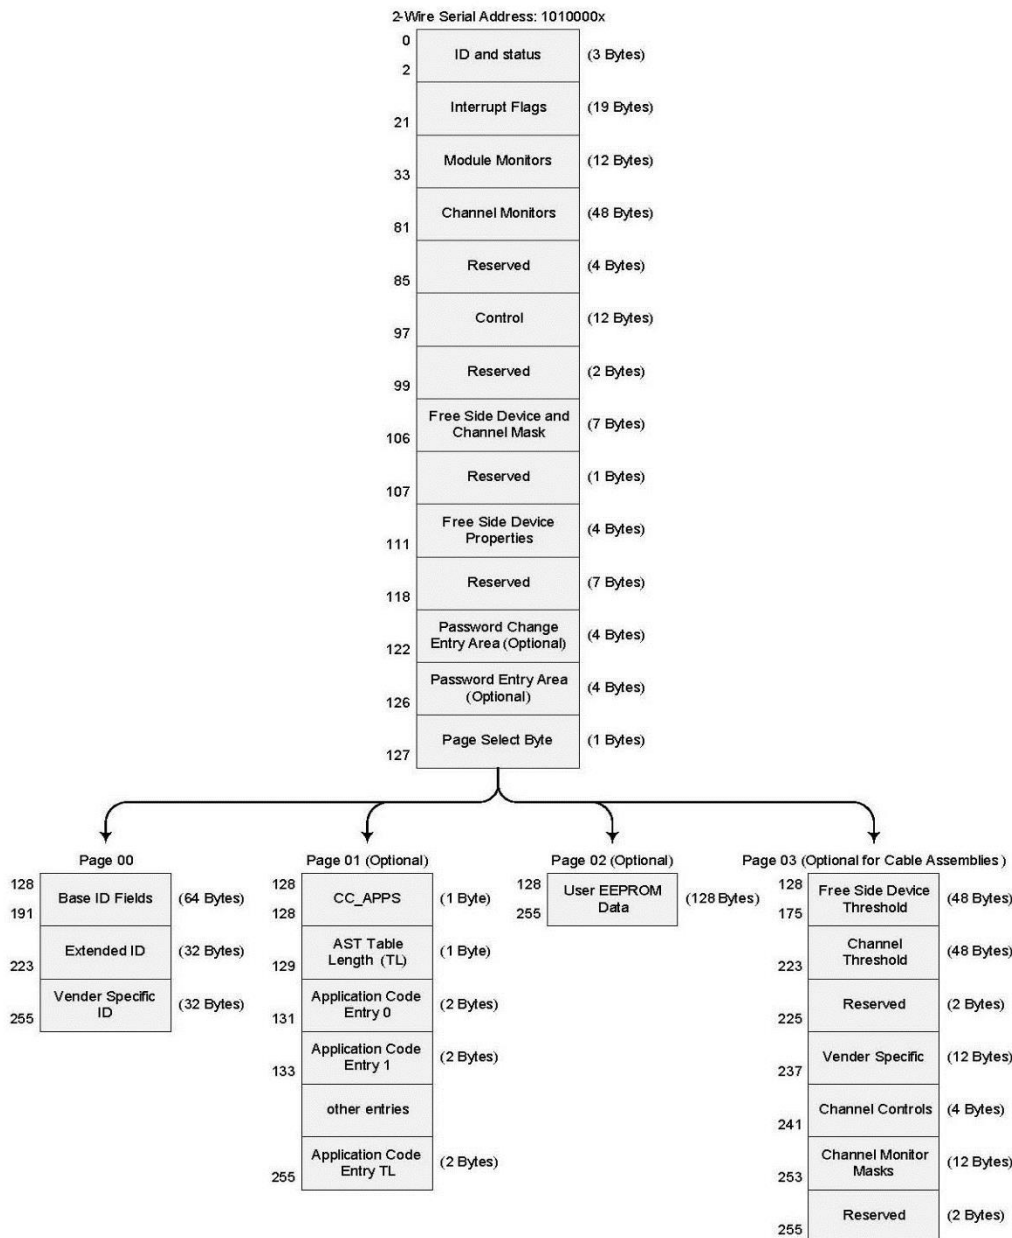 2-Wire Serial Address: 1010000x
0
ID and status
(3 Bytes)
2
Interrupt Flags
(19 Bytes)
21
Module Monitors
(12 Bytes)
33
Channel Monitors
(48 Bytes)
81
Reserved
(4 Bytes)
85
Control
(12 Bytes)
97
Reserved
(2 Bytes)
99
Free Side Device and
Channel Mask
(7 Bytes)
106
Reserved
(1 Bytes)
107
Free Side Device
Properties
(4 Bytes)
111
Reserved
(7 Bytes)
118
Password Change
Entry Area (Optional)
(4 Bytes)
122
Password Entry Area
(Optional)
(4 Bytes)
126
Page Select Byte
(1 Bytes)
127
Page 00
128
Base ID Fields
(64 Bytes)
191
Extended ID
(32 Bytes)
223
Vender Specific
ID
(32 Bytes)
255
Page 01 (Optional)
128
CC_APPS
(1 Byte)
128
AST Table
Length (TL)
(1 Byte)
129
Application Code
Entry 0
(2 Bytes)
131
Application Code
Entry 1
(2 Bytes)
133
other entries
Application Code
Entry TL
(2 Bytes)
255
Page 02 (Optional)
128
User EEPROM
Data
(128 Bytes)
255
Page 03 (Optional for Cable Assemblies )
128
Free Side Device
Threshold
(48 Bytes)
175
Channel
Threshold
(48 Bytes)
223
Reserved
(2 Bytes)
225
Vender Specific
(12 Bytes)
237
Channel Controls
(4 Bytes)
241
Channel Monitor
Masks
(12 Bytes)
253
Reserved
(2 Bytes)
255